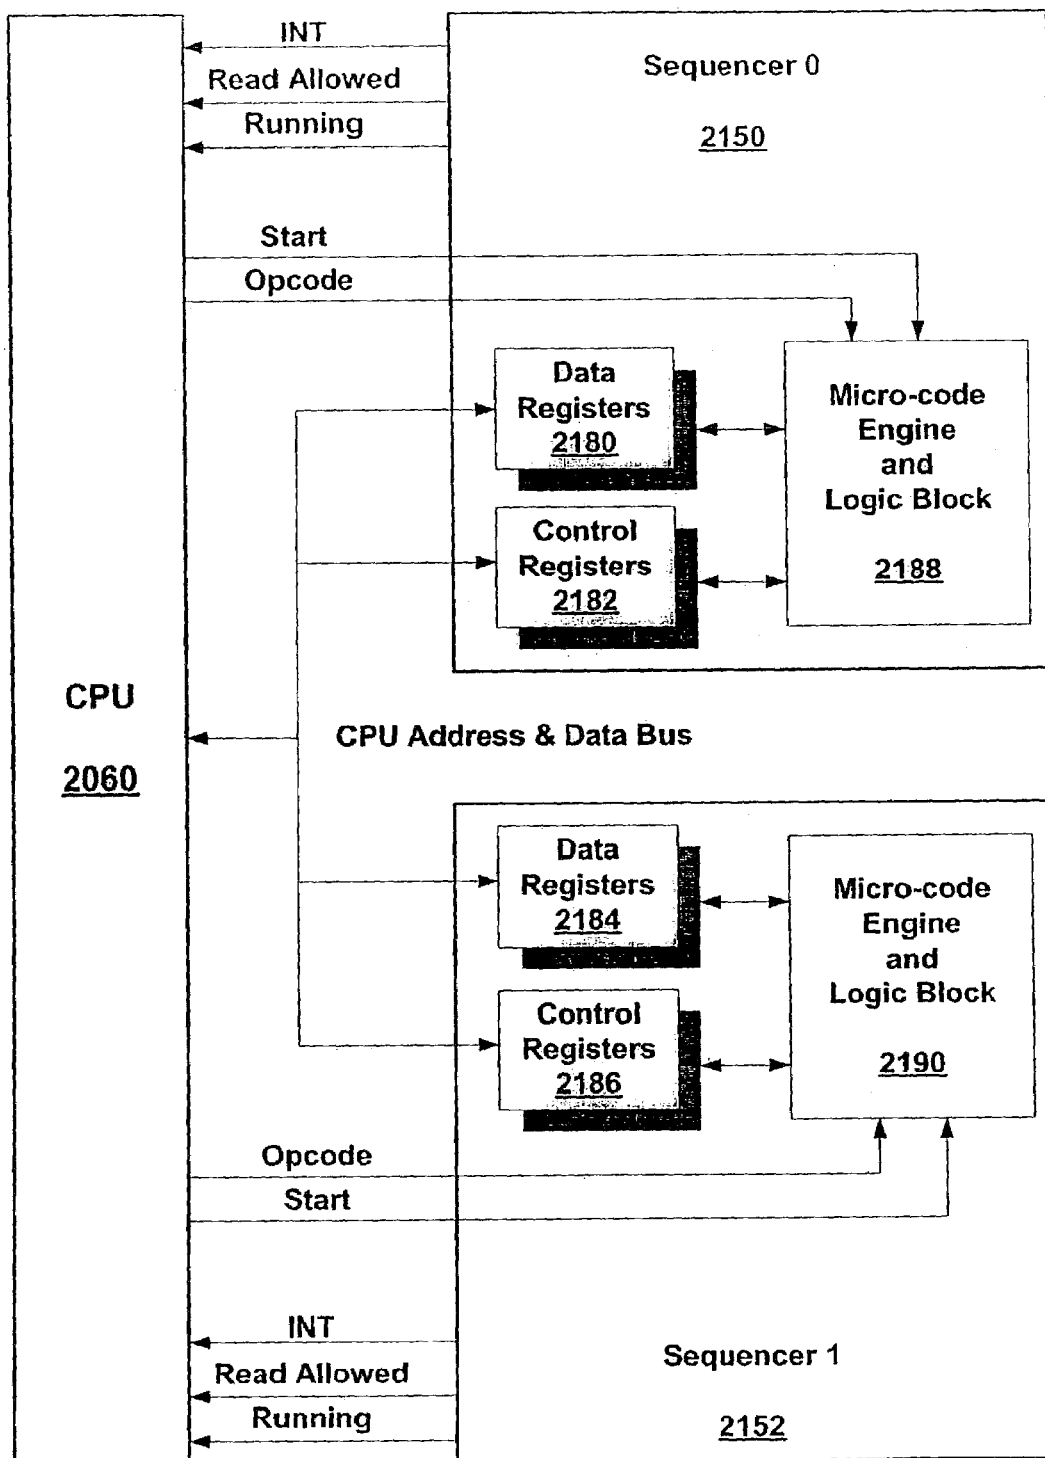 INT
Read Allowed
Running
Sequencer 0
2150
Start
Opcode
Data
Registers
2180
Control
Registers
2182
Micro-code
Engine
and
Logic Block
2188
CPU
2060
CPU Address & Data Bus
Data
Registers
2184
Control
Registers
2186
Micro-code
Engine
and
Logic Block
2190
Opcode
Start
INT
Read Allowed
Running
Sequencer 1
2152